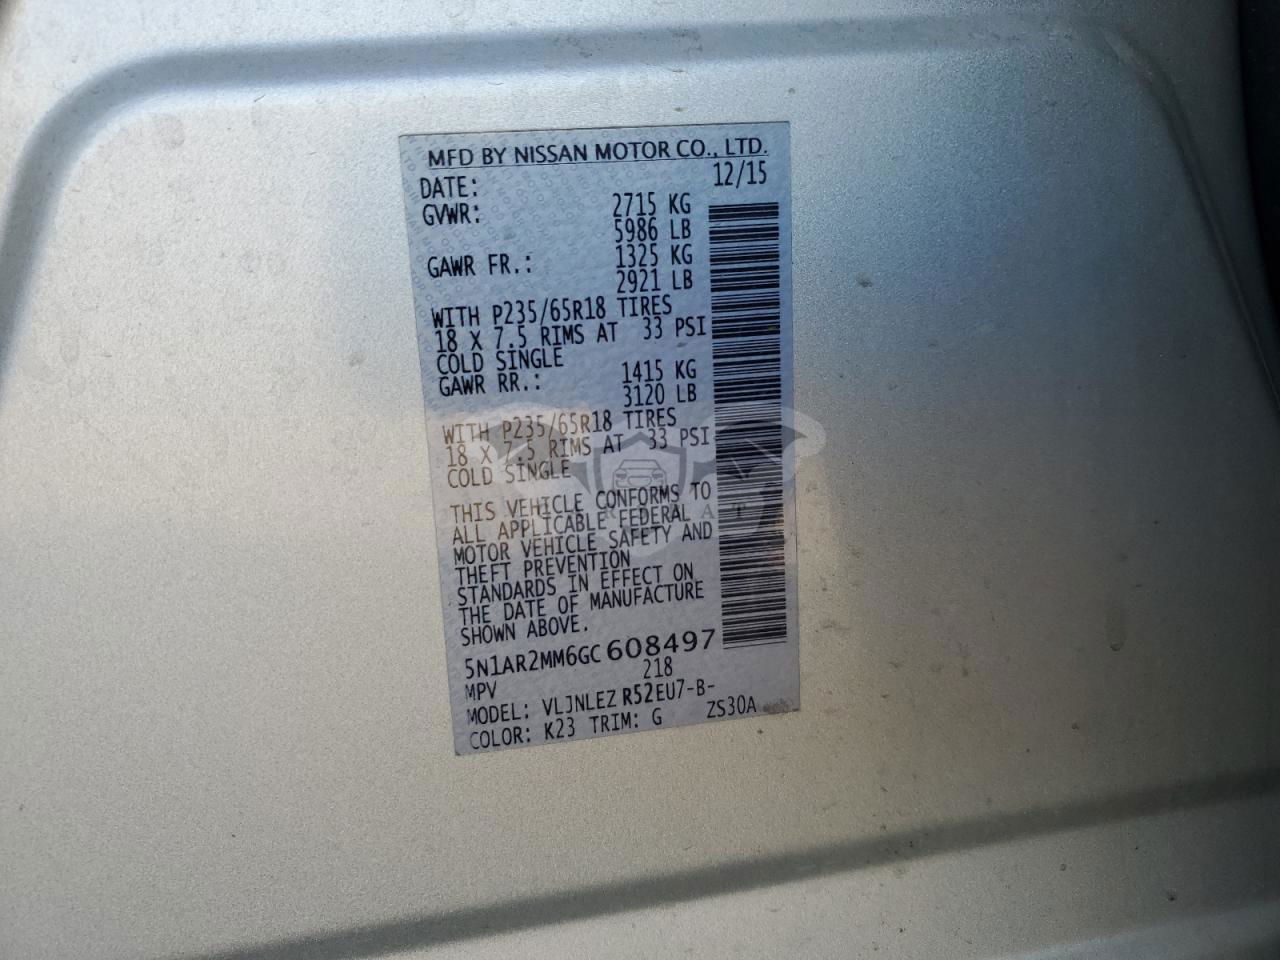 MFD BY NISSAN MOTOR CO., LTD.
DATE: 12/15
GVWR: 2715 KG
5986 LB
GAWR FR.: 1325 KG
2921 LB
WITH P235/65R18 TIRES
18 X 7.5 RIMS AT 33 PSI
COLD SINGLE
GAWR RR.: 1415 KG
3120 LB
WITH P235/65R18 TIRES
18 X 7.5 RIMS AT 33 PSI
COLD SINGLE
THIS VEHICLE CONFORMS TO
ALL APPLICABLE FEDERAL
MOTOR VEHICLE SAFETY AND
THEFT PREVENTION
STANDARDS IN EFFECT ON
THE DATE OF MANUFACTURE
SHOWN ABOVE.
5N1AR2MM6GC608497
MPV 218
MODEL: VLJNLEZ R52EU7-B-
COLOR: K23 TRIM: G ZS30A